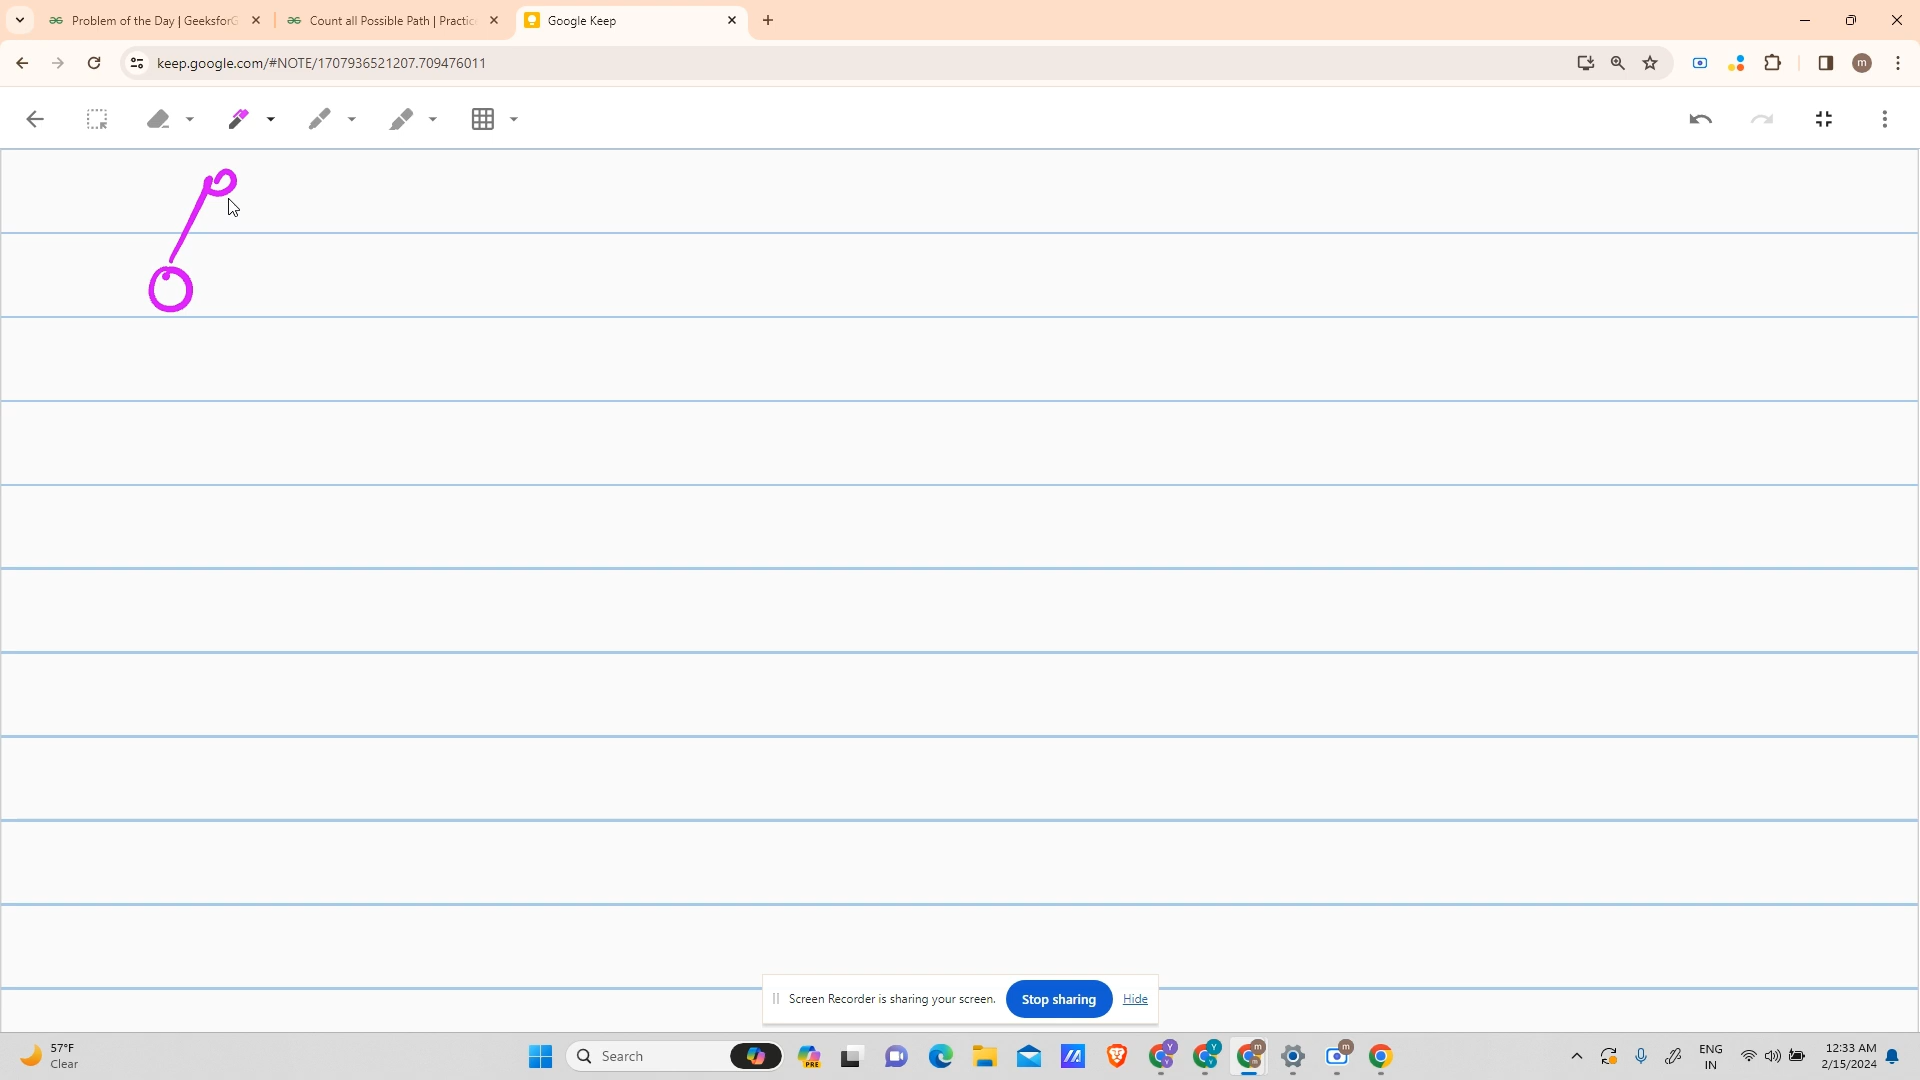 Problem of the Day | GeeksforG
Count all Possible Path | Practic
Google Keep
keep.google.com/#NOTE/1707936521207.709476011
m
Screen Recorder is sharing your screen.
Stop sharing
Hide
57°F
Clear
Search
PRE
Y
Y
m
m
ENG
IN
12:33 AM
2/15/2024